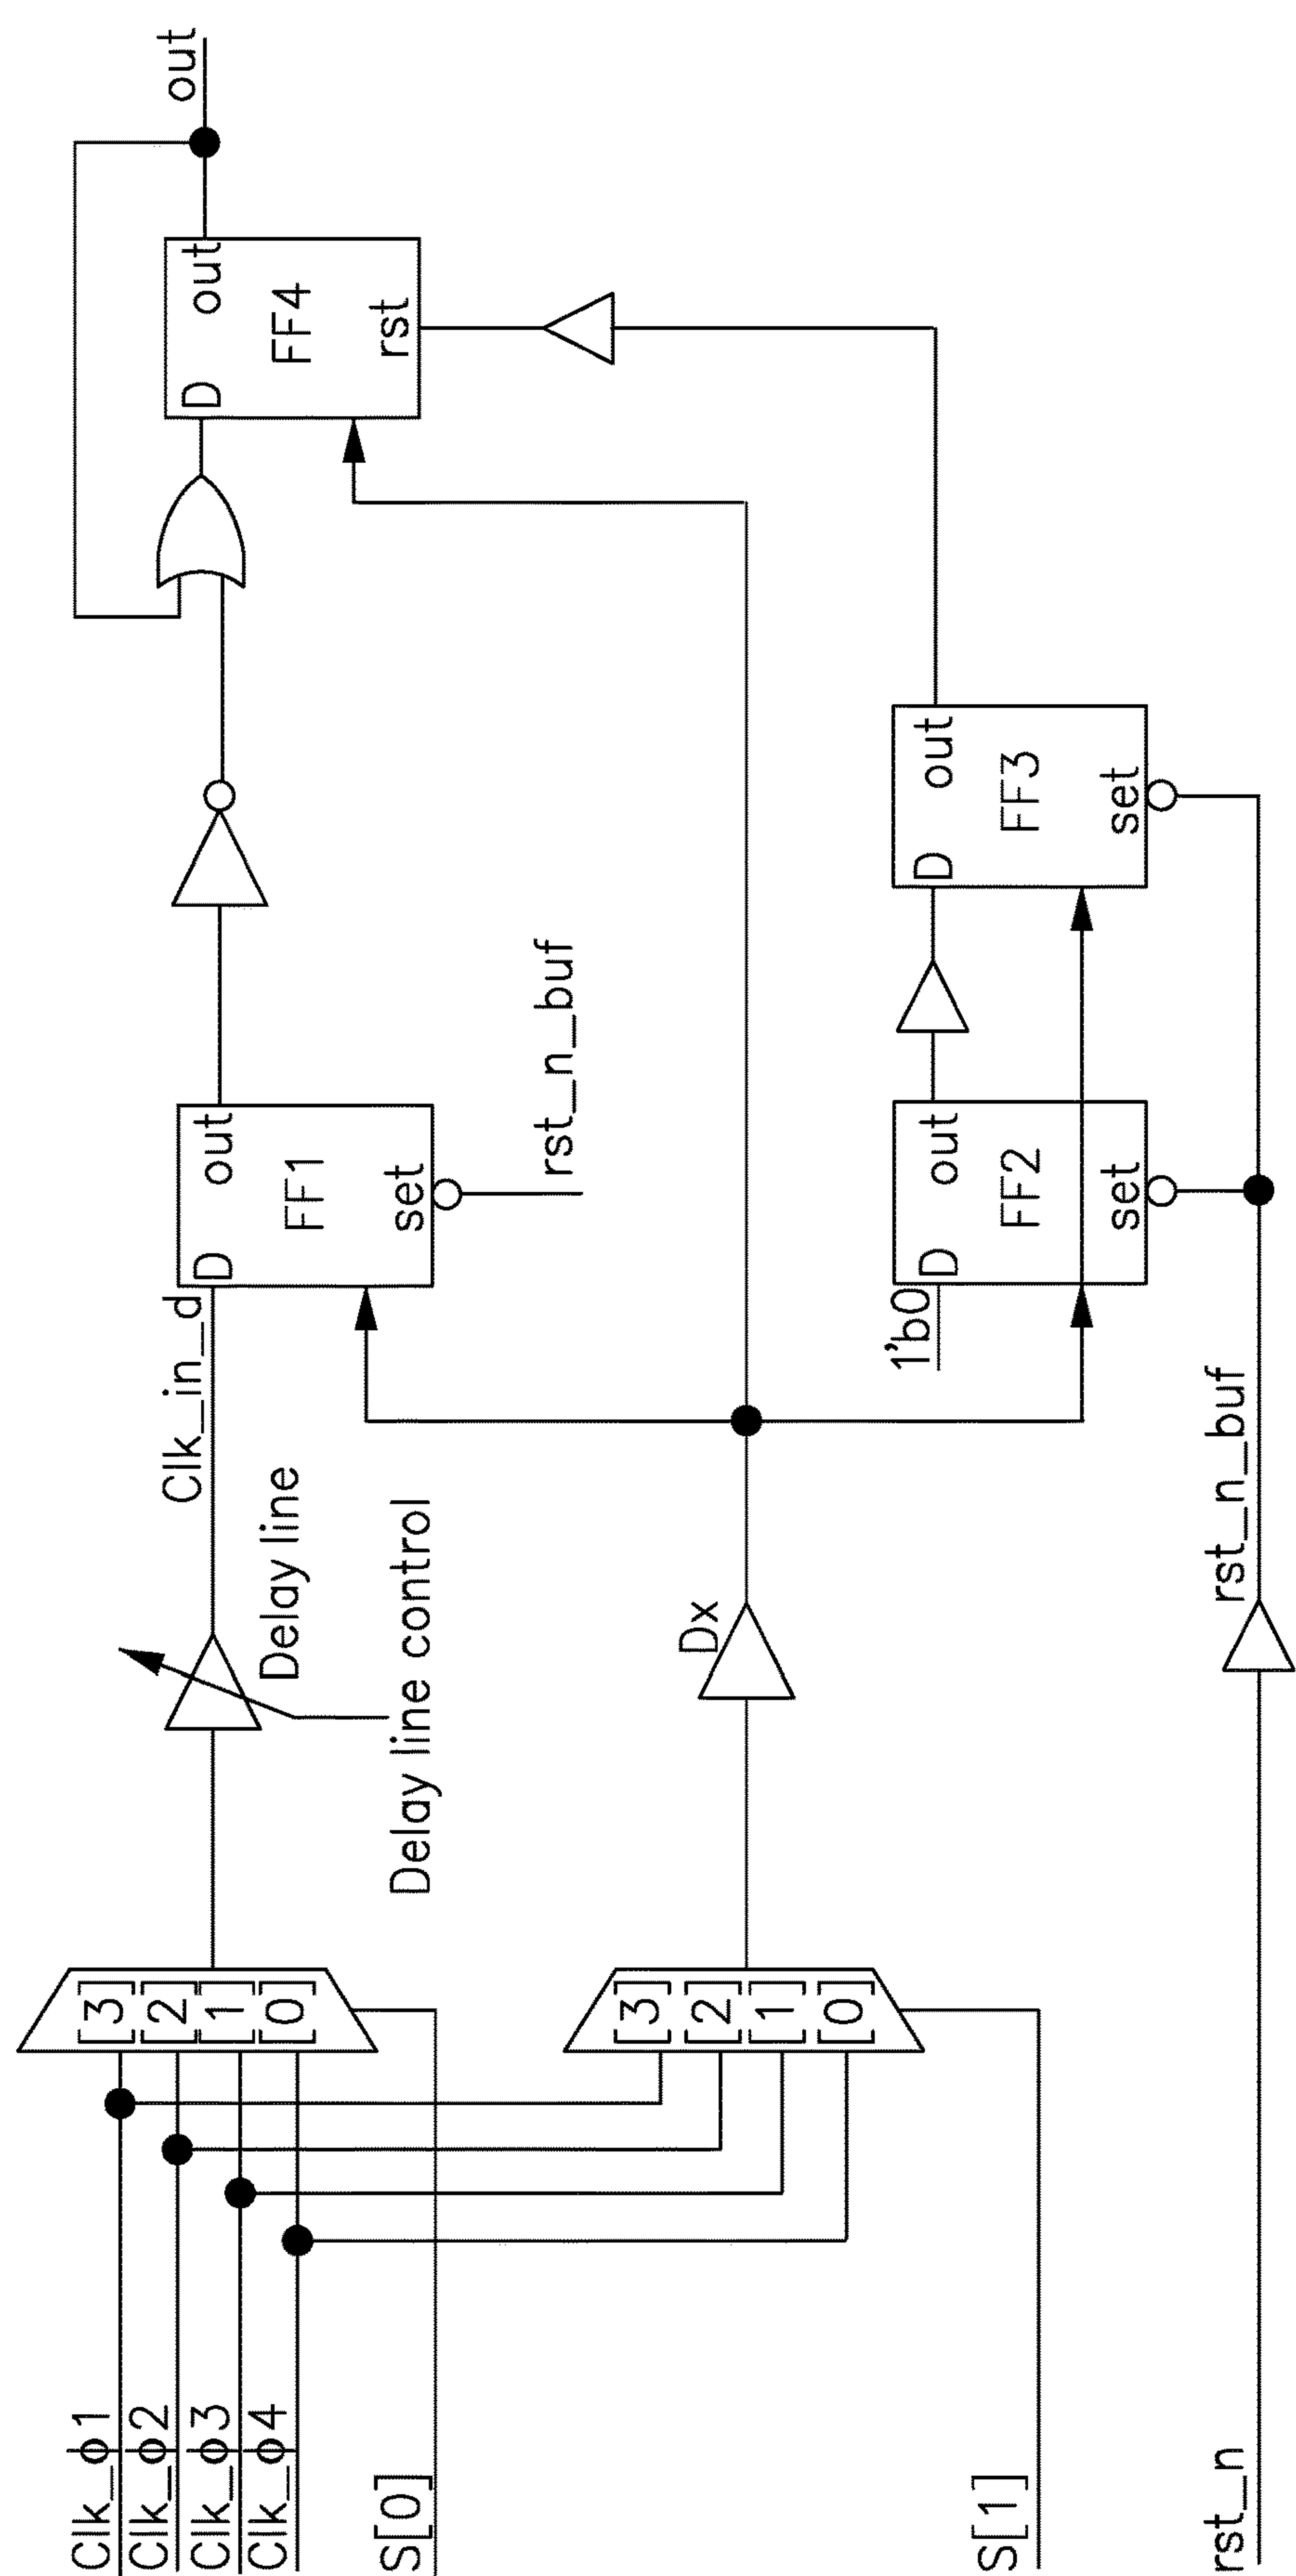 Clk_ϕ1
Clk_ϕ2
Clk_ϕ3
Clk_ϕ4
S[0]
S[1]
rst_n
[3]
[2]
[1]
[0]
[3]
[2]
[1]
[0]
Delay line
Delay line control
Dx
Clk_in_d
rst_n_buf
D
out
FF1
set
rst_n_buf
1'b0
D
out
FF2
set
D
out
FF3
set
D
out
FF4
rst
out